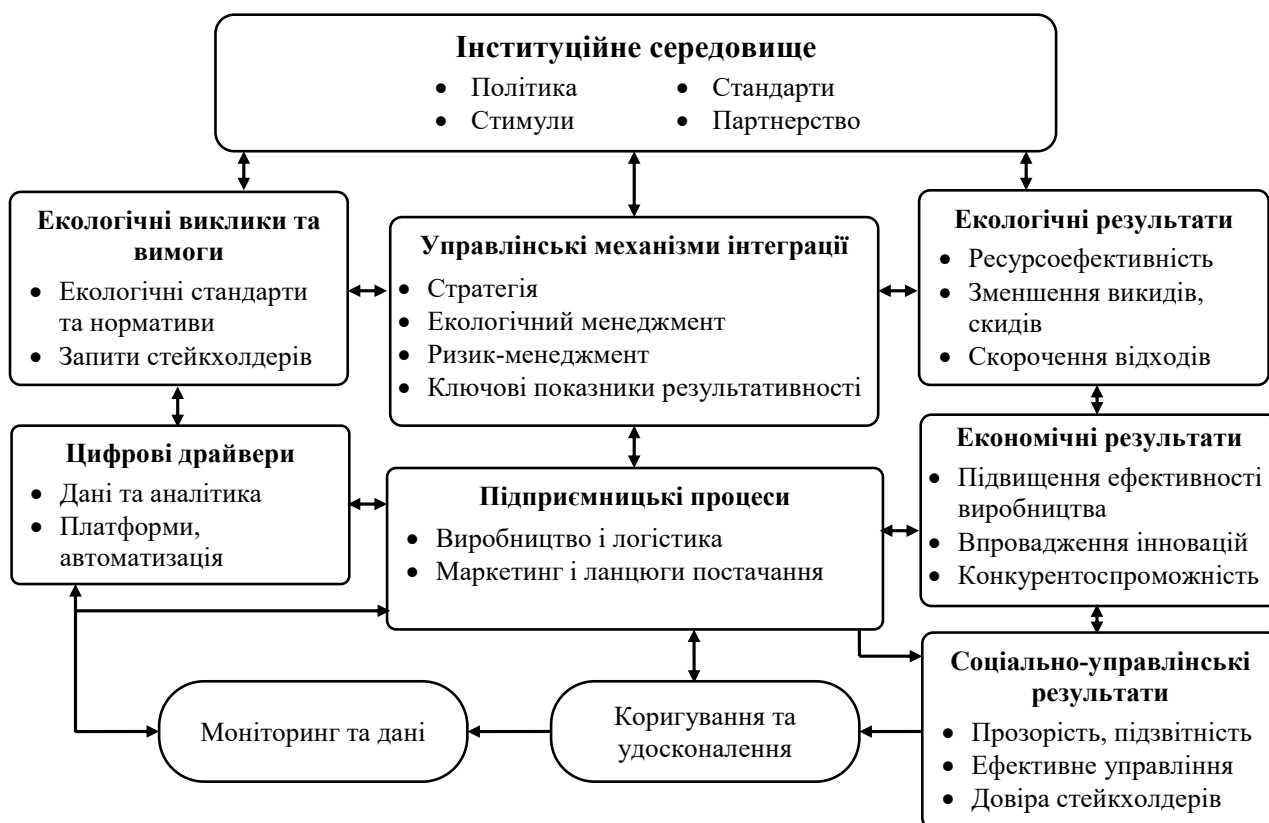 Інституційне середовище
• Політика
• Стимули
• Стандарти
• Партнерство
Екологічні виклики та
вимоги
• Екологічні стандарти
та нормативи
• Запити стейкхолдерів
Управлінські механізми інтеграції
• Стратегія
• Екологічний менеджмент
• Ризик-менеджмент
• Ключові показники результативності
Екологічні результати
• Ресурсоефективність
• Зменшення викидів,
скидів
• Скорочення відходів
Цифрові драйвери
• Дані та аналітика
• Платформи,
автоматизація
Підприємницькі процеси
• Виробництво і логістика
• Маркетинг і ланцюги постачання
Економічні результати
• Підвищення ефективності
виробництва
• Впровадження інновацій
• Конкурентоспроможність
Моніторинг та дані
Коригування та
удосконалення
Соціально-управлінські
результати
• Прозорість, підзвітність
• Ефективне управління
• Довіра стейкхолдерів